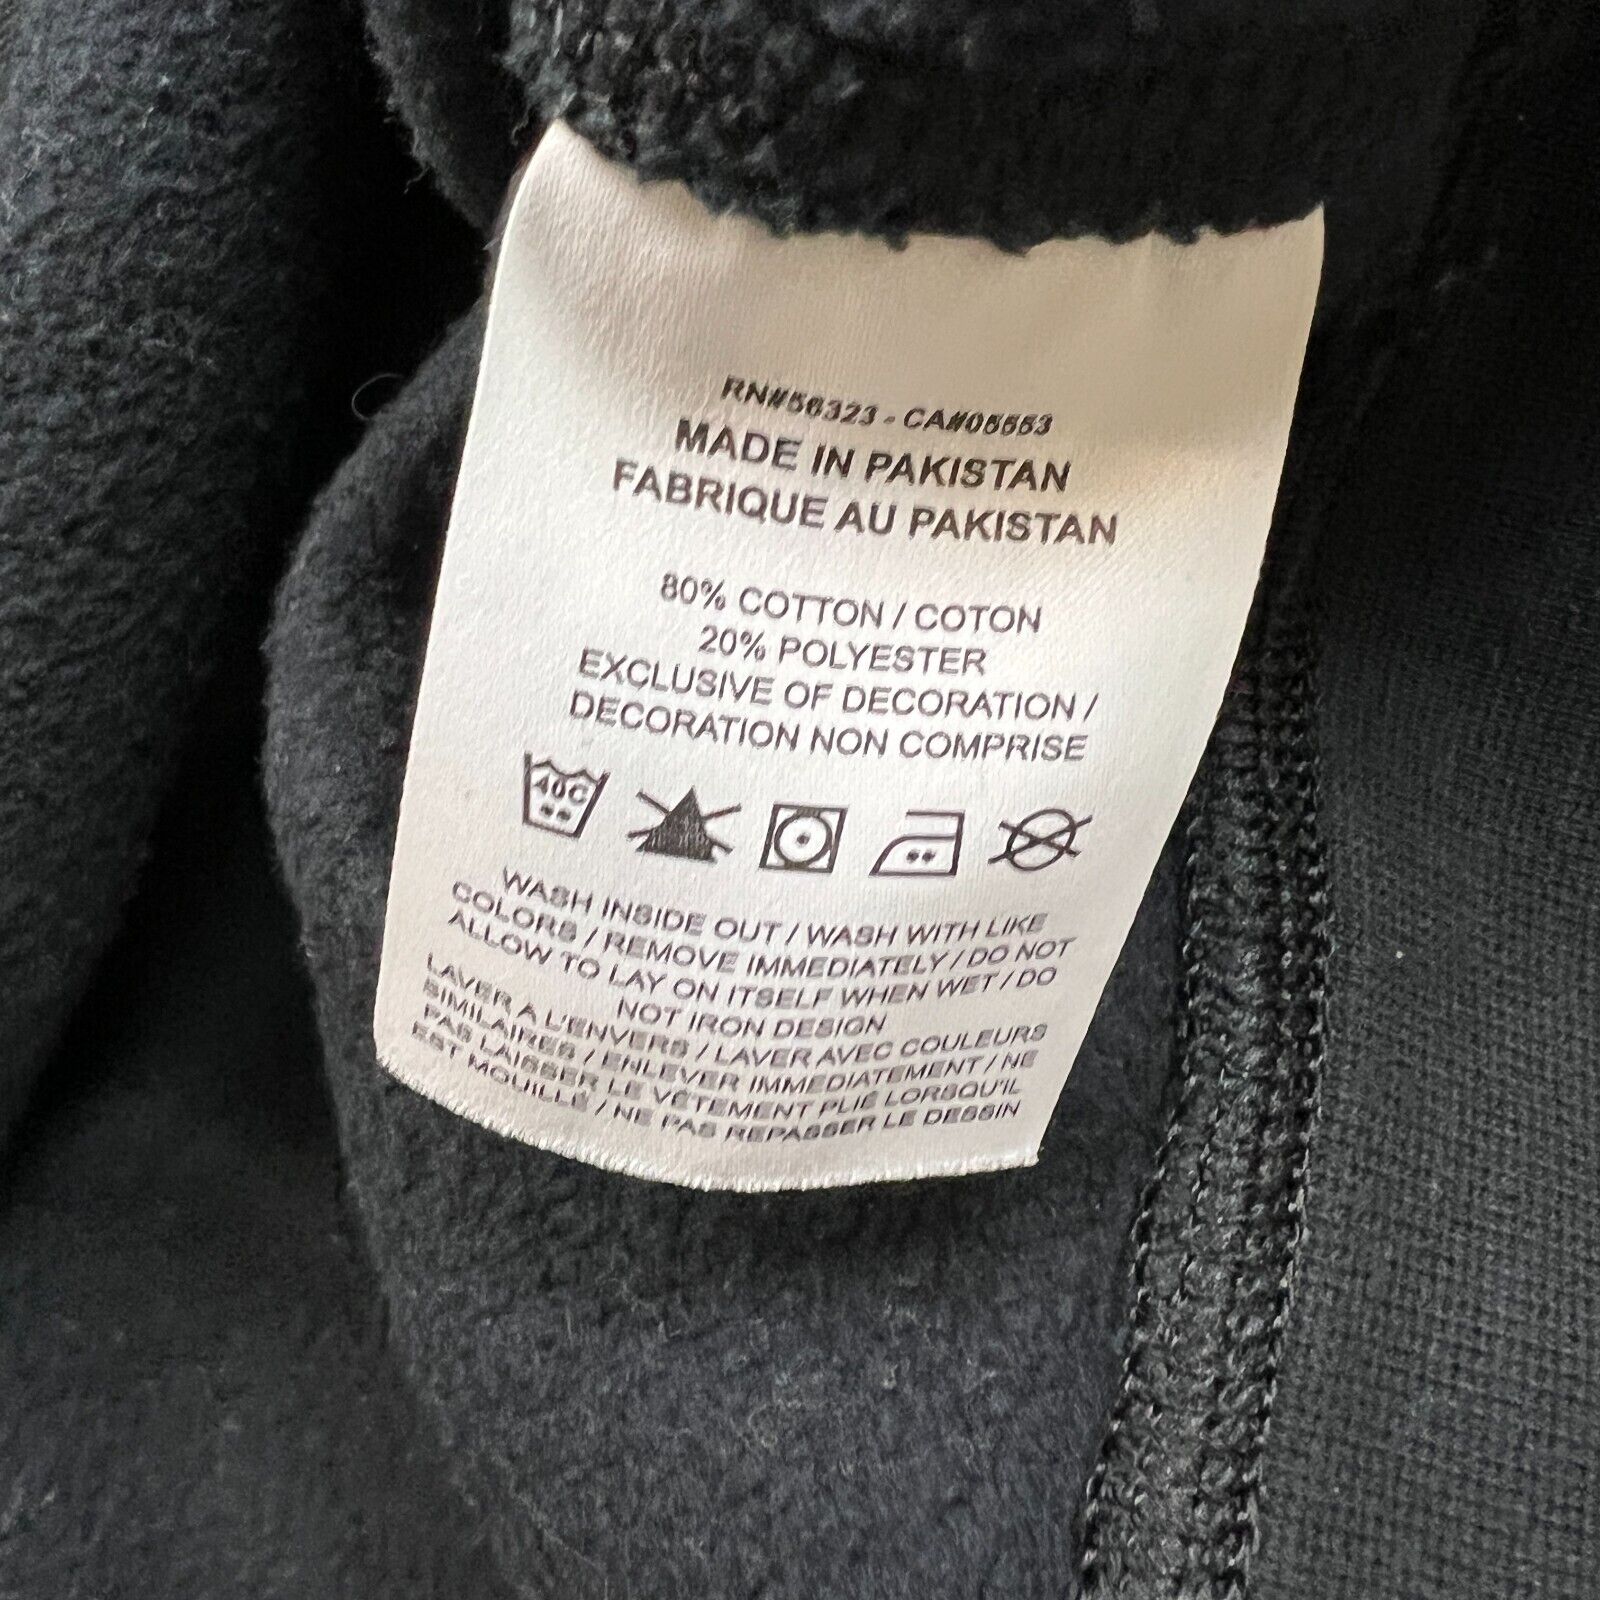 RN#56323 - CA#05553
MADE IN PAKISTAN
FABRIQUE AU PAKISTAN
80% COTTON / COTON
20% POLYESTER
EXCLUSIVE OF DECORATION /
DECORATION NON COMPRISE
40C
WASH INSIDE OUT / WASH WITH LIKE
COLORS / REMOVE IMMEDIATELY / DO NOT
ALLOW TO LAY ON ITSELF WHEN WET / DO
NOT IRON DESIGN
LAVER A L'ENVERS / LAVER AVEC COULEURS
SIMILAIRES / ENLEVER IMMEDIATEMENT / NE
PAS LAISSER LE VÊTEMENT PLIÉ LORSQU'IL
EST MOUILLÉ / NE PAS REPASSER LE DESSIN